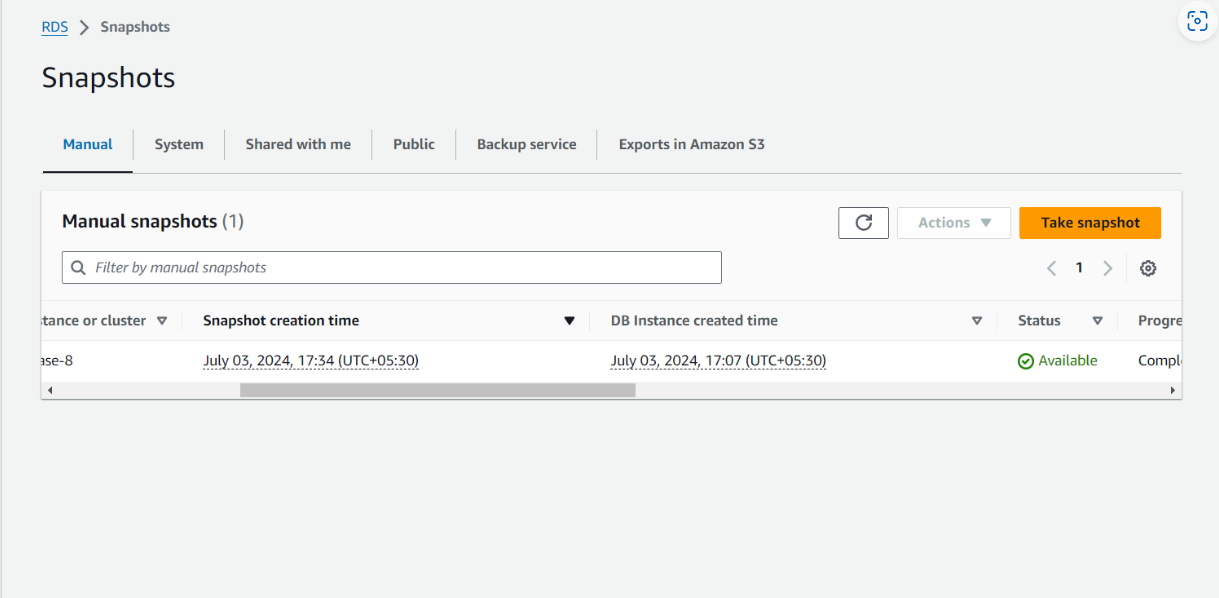 RDS Snapshots
Snapshots
Manual System Shared with me Public Backup service Exports in Amazon S3
Manual snapshots (1) Actions Take snapshot
Filter by manual snapshots 1
stance or cluster Snapshot creation time DB Instance created time Status Progre
ase-8 July 03, 2024, 17:34 (UTC+05:30) July 03, 2024, 17:07 (UTC+05:30) Available Compl